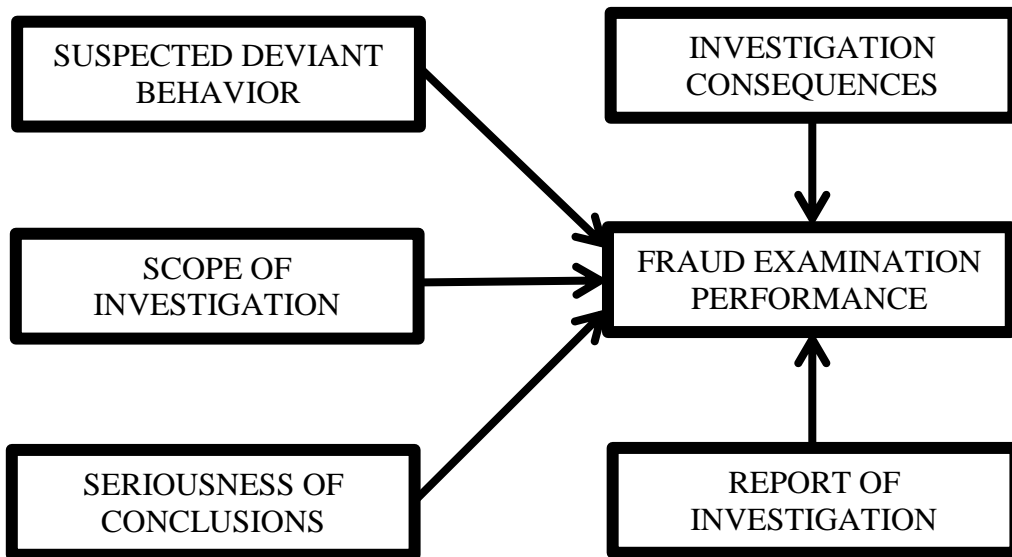 SUSPECTED DEVIANT
BEHAVIOR
INVESTIGATION
CONSEQUENCES
SCOPE OF
INVESTIGATION
FRAUD EXAMINATION
PERFORMANCE
SERIOUSNESS OF
CONCLUSIONS
REPORT OF
INVESTIGATION